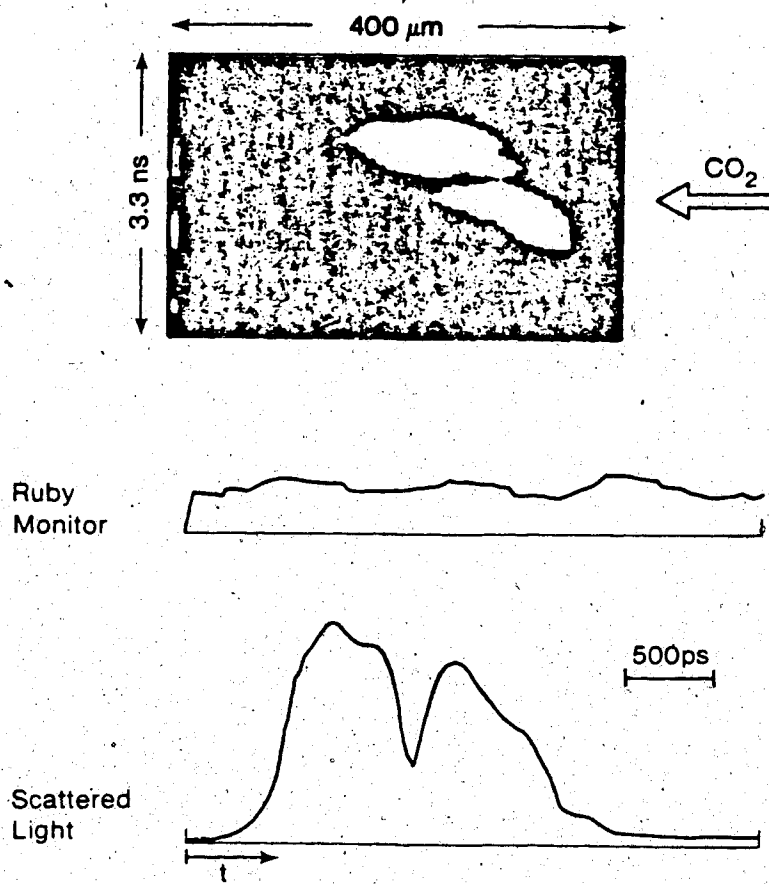 400 μm
3.3 ns
CO₂
Ruby
Monitor
500ps
Scattered
Light
t